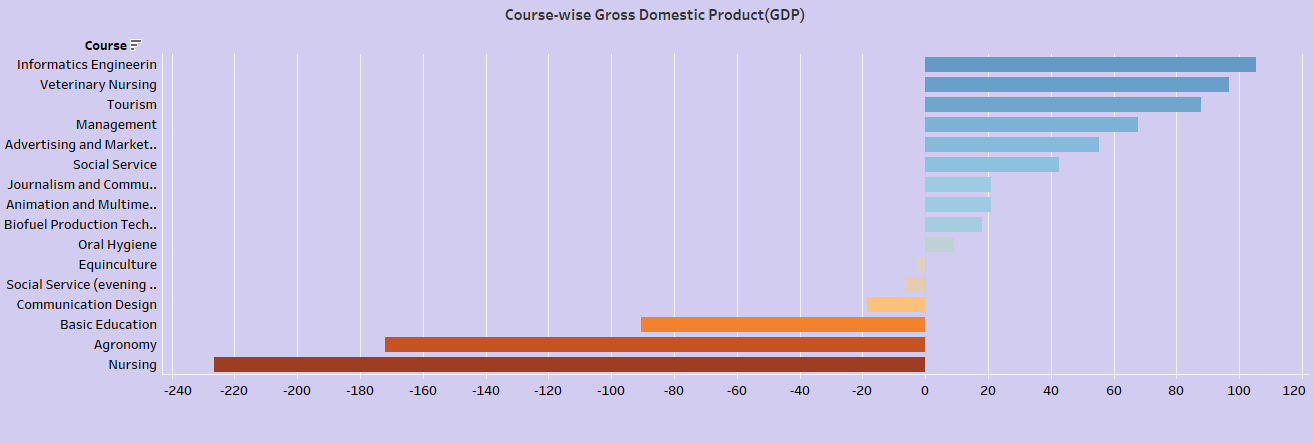 Course-wise Gross Domestic Product(GDP)
Course
Informatics Engineerin
Veterinary Nursing
Tourism
Management
Advertising and Market..
Social Service
Journalism and Commu..
Animation and Multime..
Biofuel Production Tech..
Oral Hygiene
Equinculture
Social Service (evening ..
Communication Design
Basic Education
Agronomy
Nursing
-240 -220 -200 -180 -160 -140 -120 -100 -80 -60 -40 -20 0 20 40 60 80 100 120